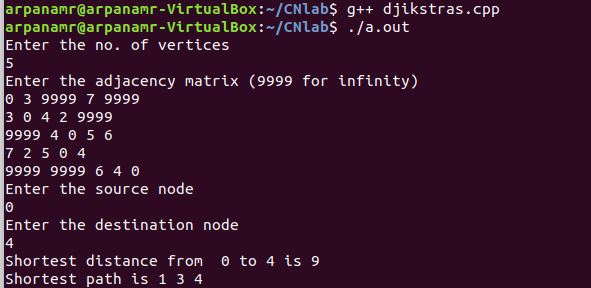 arpanamr@arpanamr-VirtualBox:~/CNlab$ g++ djikstras.cpp
arpanamr@arpanamr-VirtualBox:~/CNlab$ ./a.out
Enter the no. of vertices
5
Enter the adjacency matrix (9999 for infinity)
0 3 9999 7 9999
3 0 4 2 9999
9999 4 0 5 6
7 2 5 0 4
9999 9999 6 4 0
Enter the source node
0
Enter the destination node
4
Shortest distance from  0 to 4 is 9
Shortest path is 1 3 4